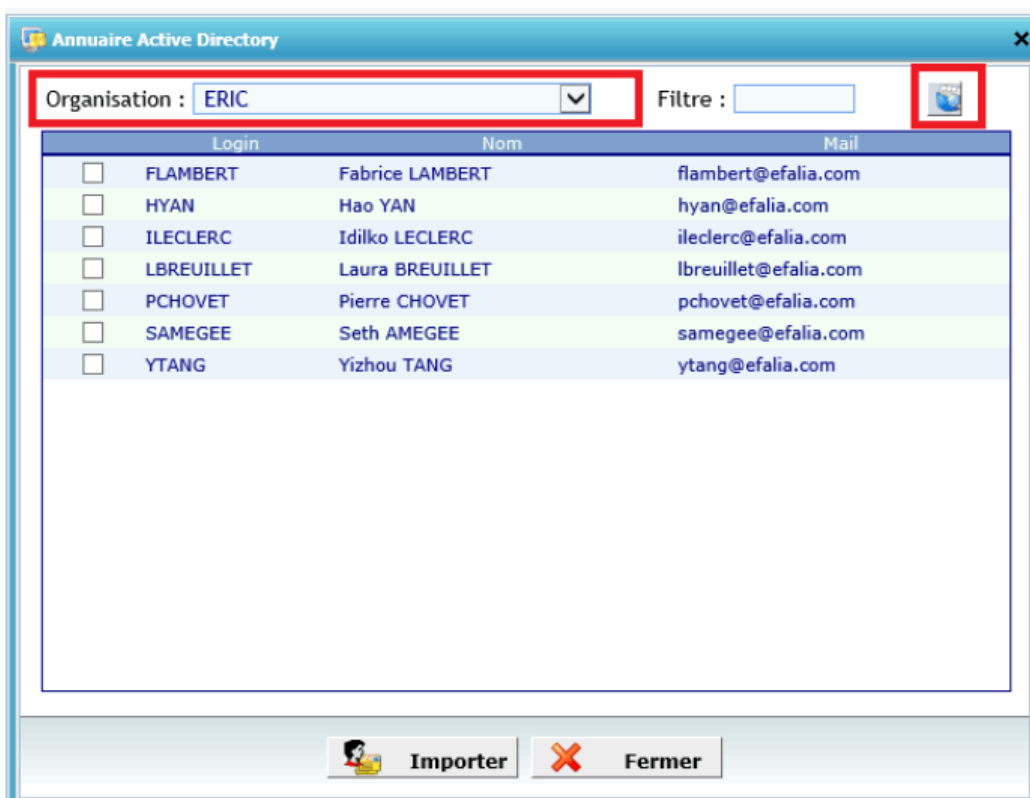 Annuaire Active Directory
Organisation : ERIC Filtre :
Login Nom Mail
FLAMBERT Fabrice LAMBERT flambert@efalia.com
HYAN Hao YAN hyan@efalia.com
ILECLERC Idilko LECLERC ileclerc@efalia.com
LBREUILLET Laura BREUILLET lbreuillet@efalia.com
PCHOVET Pierre CHOVET pchovet@efalia.com
SAMEGEE Seth AMEGEE samegee@efalia.com
YTANG Yizhou TANG ytang@efalia.com
Importer Fermer